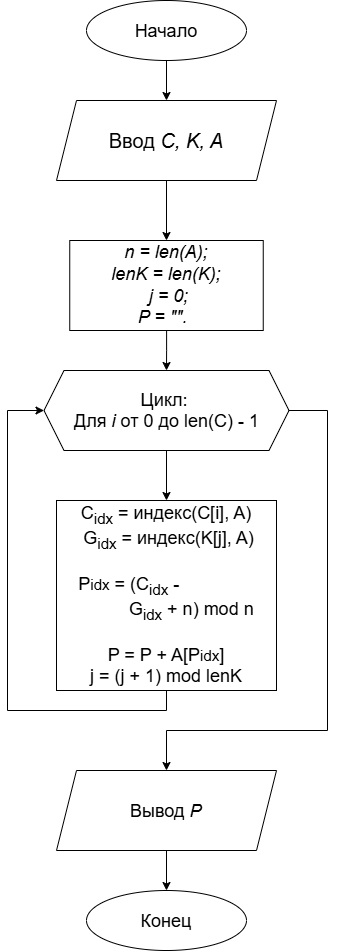 Начало
Ввод C, K, A
n = len(A);
lenK = len(K);
j = 0;
P = "".
Цикл:
Для i от 0 до len(C) - 1
Cidx = индекс(C[i], A)
Gidx = индекс(K[j], A)
Pidx = (Cidx -
Gidx + n) mod n
P = P + A[Pidx]
j = (j + 1) mod lenK
Вывод P
Конец